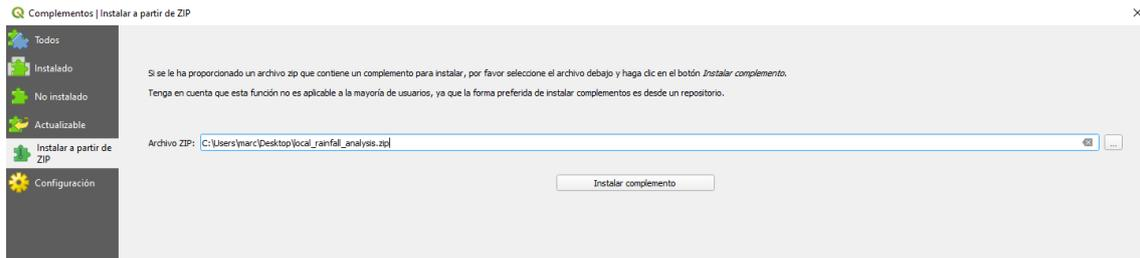 Complementos | Instalar a partir de ZIP
Todos
Instalado
No instalado
Actualizable
Instalar a partir de
ZIP
Configuración
Si se le ha proporcionado un archivo zip que contiene un complemento para instalar, por favor seleccione el archivo debajo y haga clic en el botón Instalar complemento.
Tenga en cuenta que esta función no es aplicable a la mayoría de usuarios, ya que la forma preferida de instalar complementos es desde un repositorio.
Archivo ZIP: C:\Users\marc\Desktop\local_rainfall_analysis.zip
...
Instalar complemento